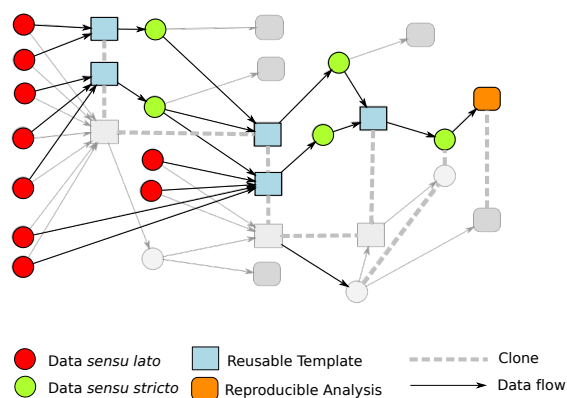 Data sensu lato
Reusable Template
Clone
Data sensu stricto
Reproducible Analysis
Data flow